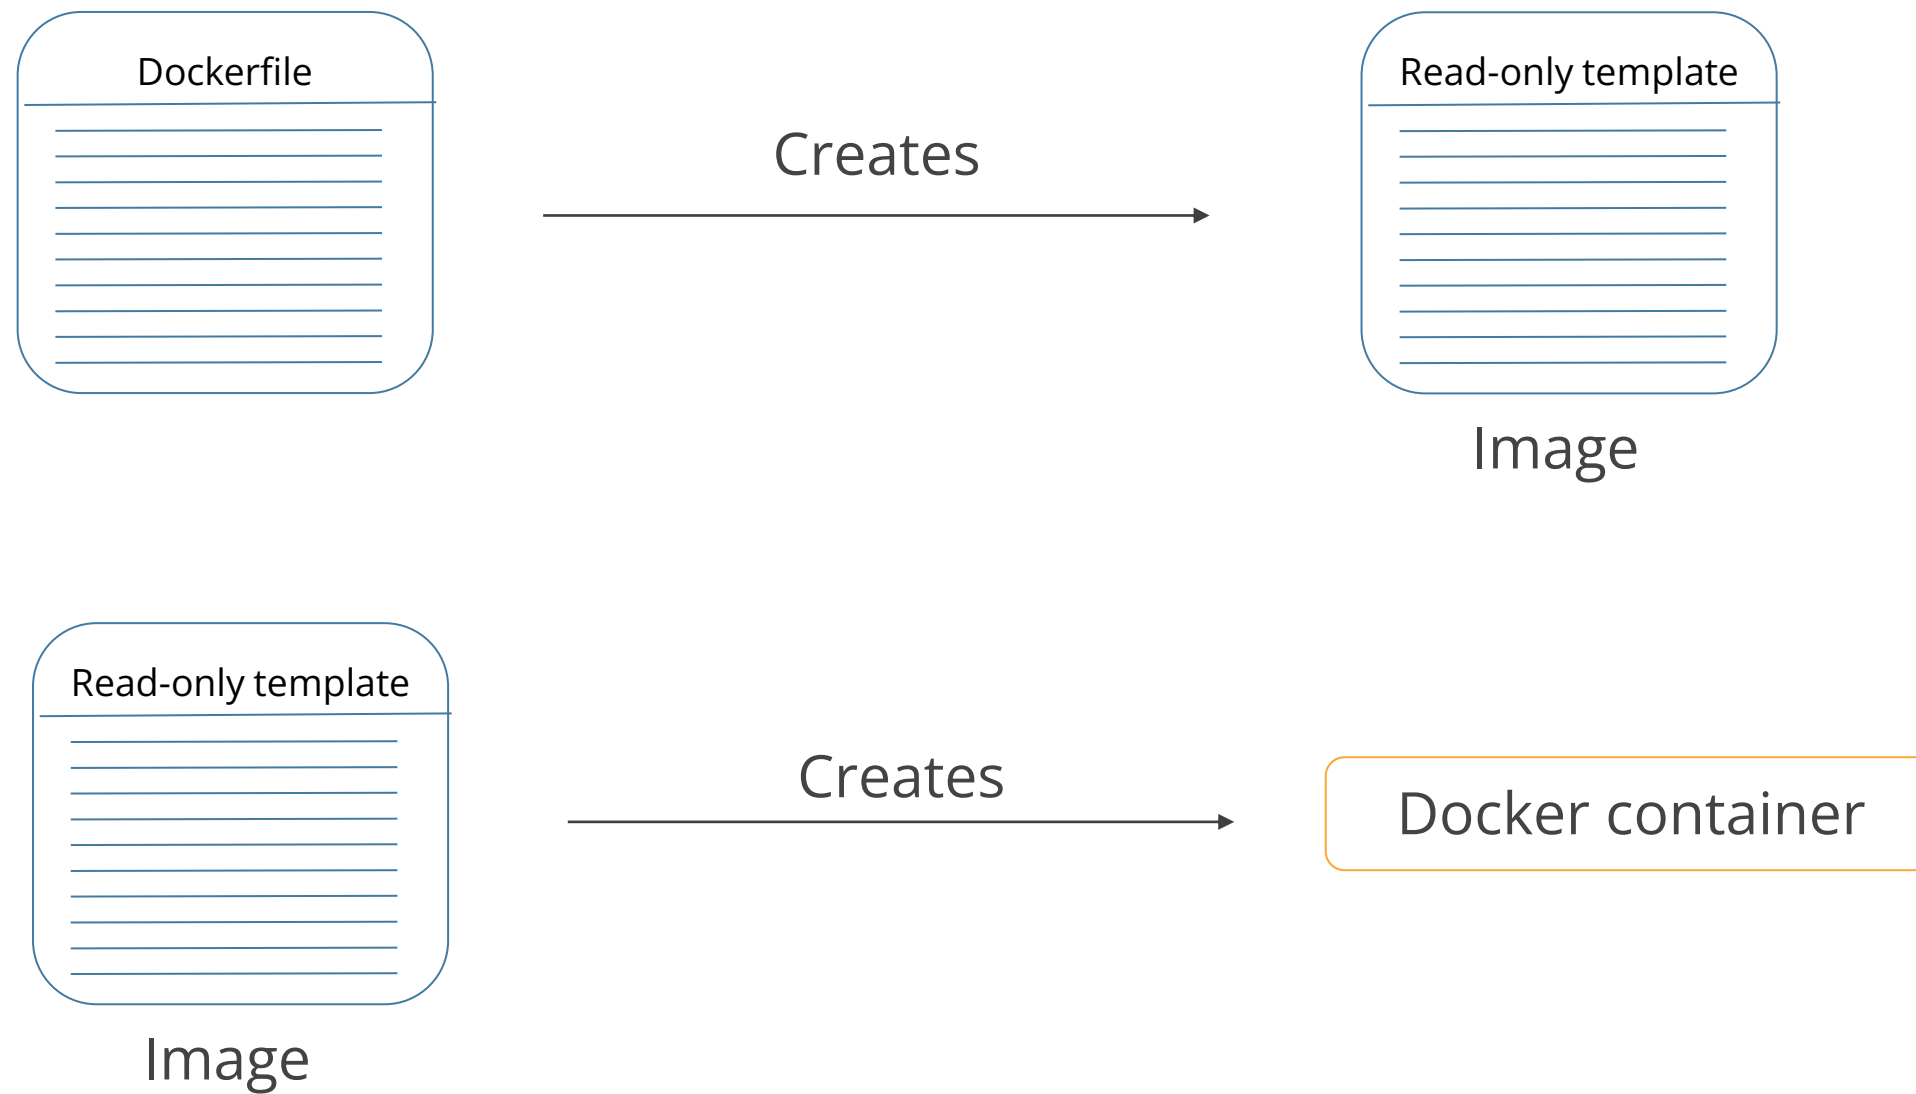 Dockerfile
Creates
Read-only template
Image
Read-only template
Creates
Docker container
Image